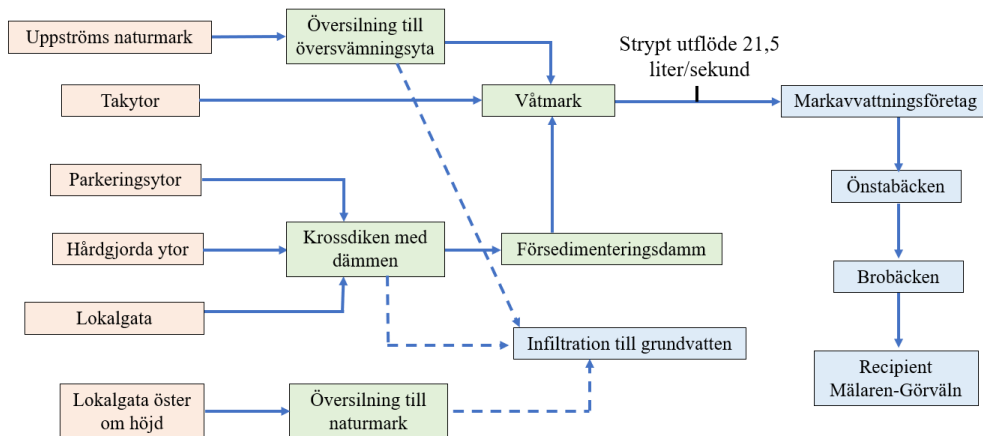 Uppströms naturmark
Översilning till
översvämningsyta
Strypt utflöde 21,5
liter/sekund
Takytor
Våtmark
Markavvattningsföretag
Parkeringsytor
Önstabäcken
Hårdgjorda ytor
Krossdiken med
dämmen
Försedimenteringsdamm
Brobäcken
Lokalgata
Infiltration till grundvatten
Recipient
Mälaren-Görväln
Lokalgata öster
om höjd
Översilning till
naturmark